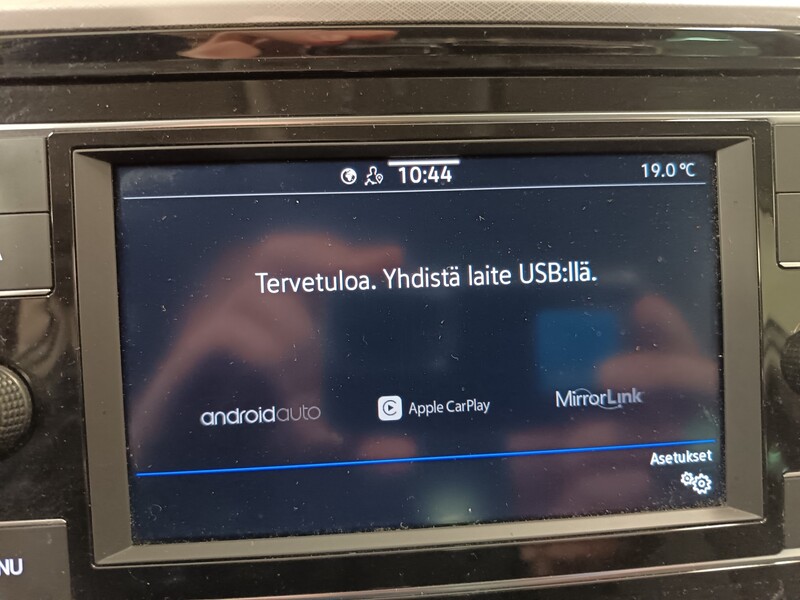 10:44
19.0 °C
Tervetuloa. Yhdistä laite USB:llä.
androidauto
Apple CarPlay
MirrorLink
Asetukset
NU